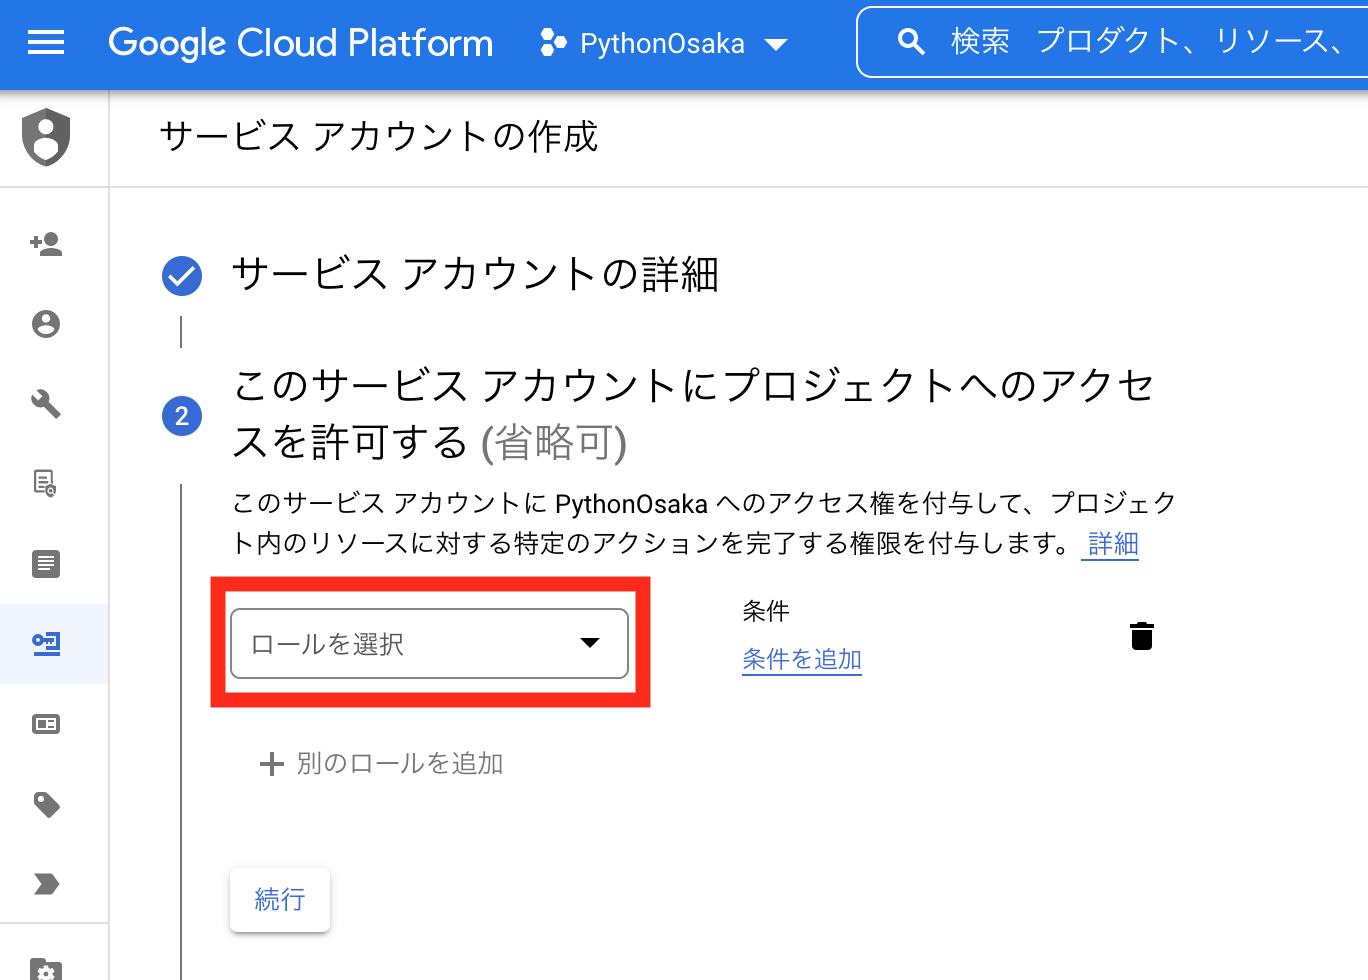 Google Cloud Platform PythonOsaka 検索 プロダクト、リソース、
サービス アカウントの作成
サービス アカウントの詳細
2
このサービス アカウントにプロジェクトへのアクセ
スを許可する (省略可)
このサービス アカウントに PythonOsaka へのアクセス権を付与して、プロジェク
ト内のリソースに対する特定のアクションを完了する権限を付与します。 詳細
ロールを選択
条件
条件を追加
別のロールを追加
続行